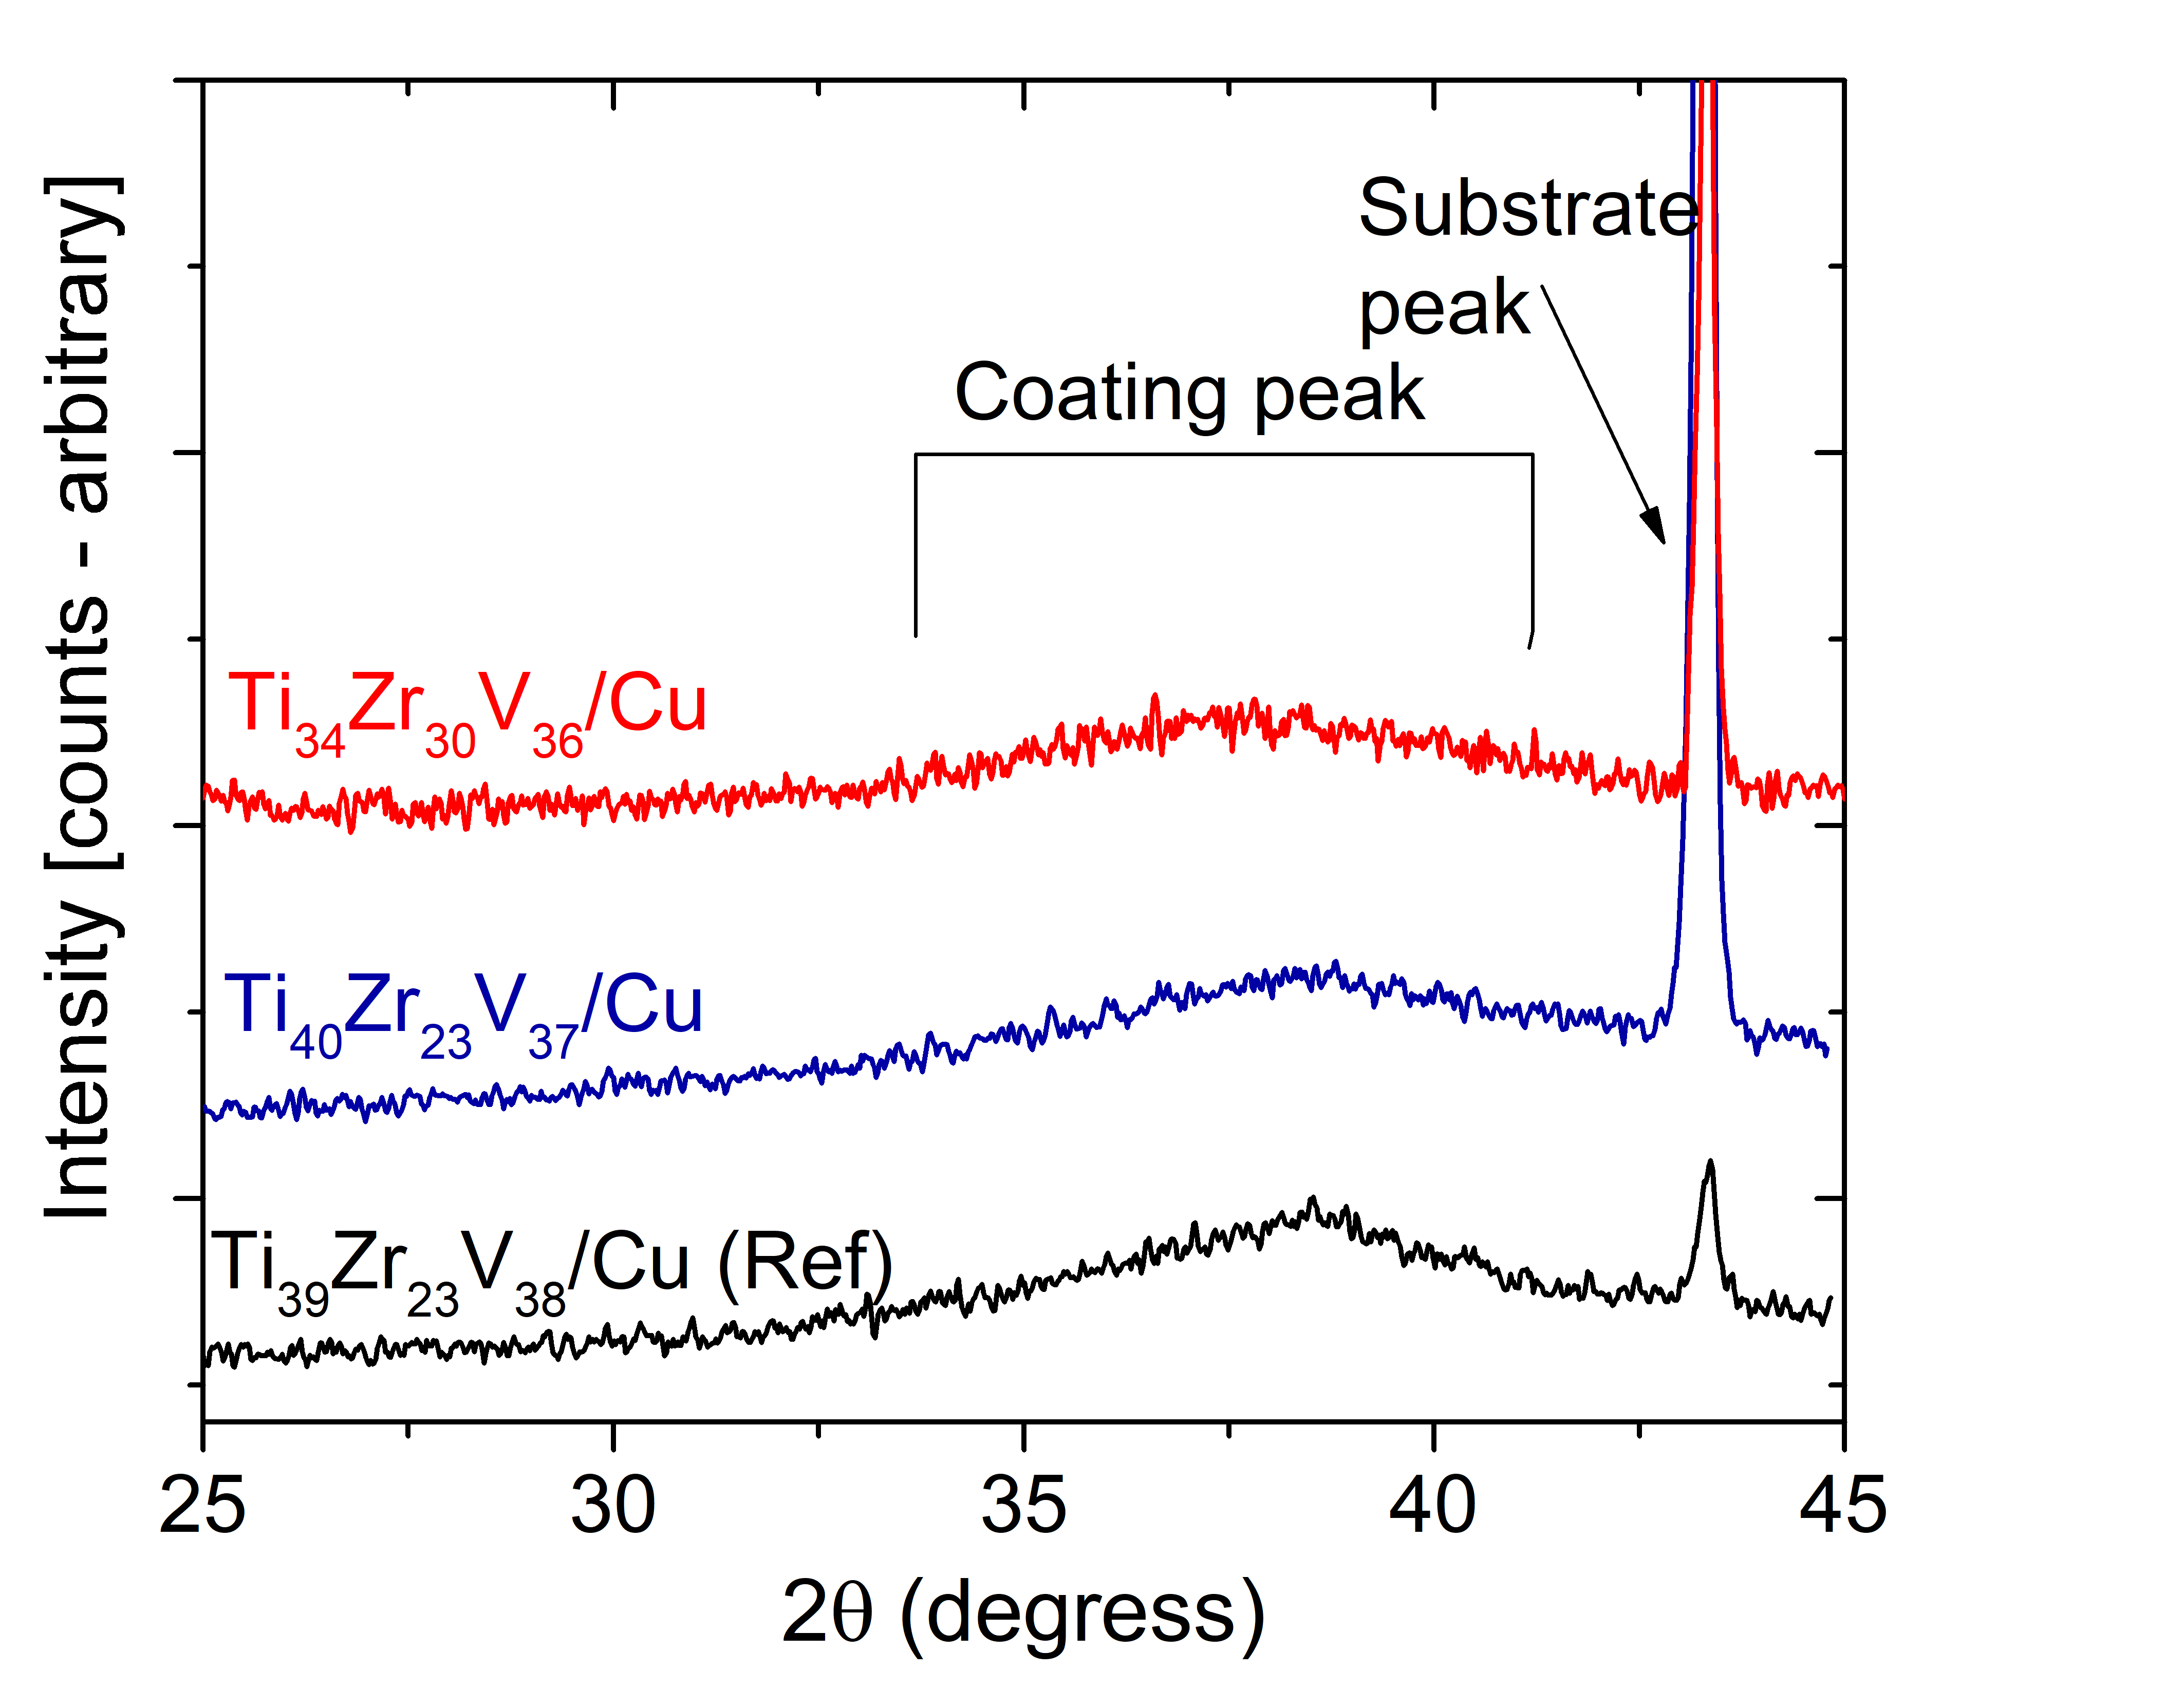 Intensity [counts - arbitrary]
Substrate
peak
Coating peak
Ti34Zr30V36/Cu
Ti40Zr23V37/Cu
Ti39Zr23V38/Cu (Ref)
25 30 35 40 45
2θ (degress)